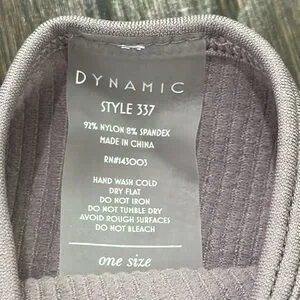 DYNAMIC
STYLE 337
92% NYLON 8% SPANDEX
MADE IN CHINA
RN#143003
HAND WASH COLD
DRY FLAT
DO NOT IRON
DO NOT TUMBLE DRY
AVOID ROUGH SURFACES
DO NOT BLEACH
one size